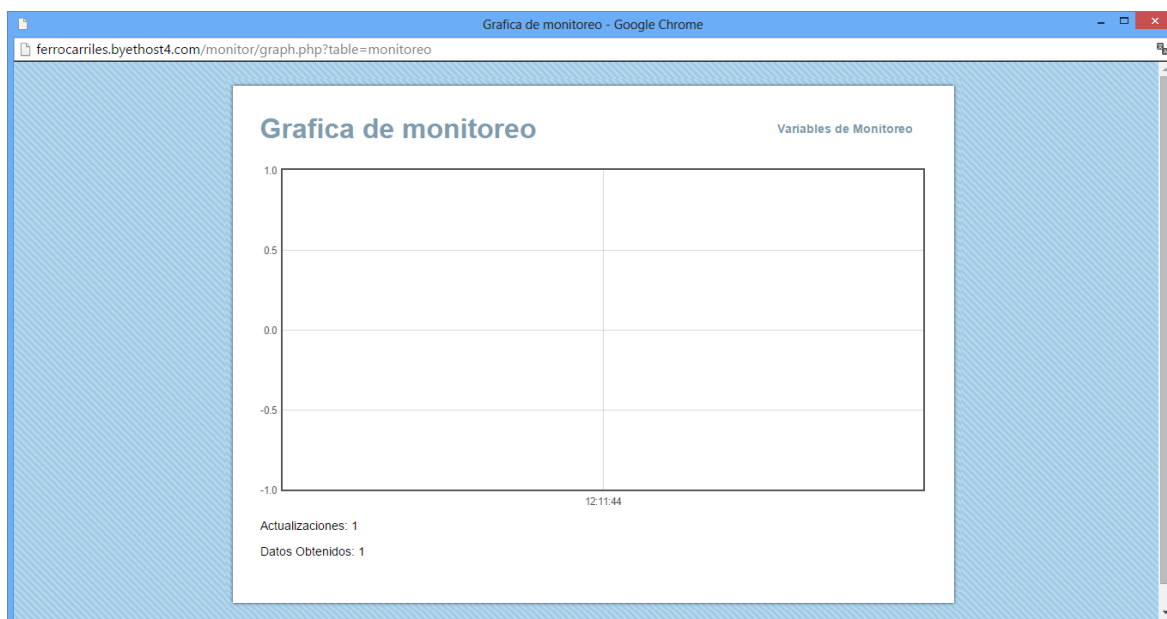 Grafica de monitoreo - Google Chrome
ferrocarriles.byethost4.com/monitor/graph.php?table=monitoreo
Grafica de monitoreo
Variables de Monitoreo
1.0
0.5
0.0
-0.5
-1.0
12:11:44
Actualizaciones: 1
Datos Obtenidos: 1